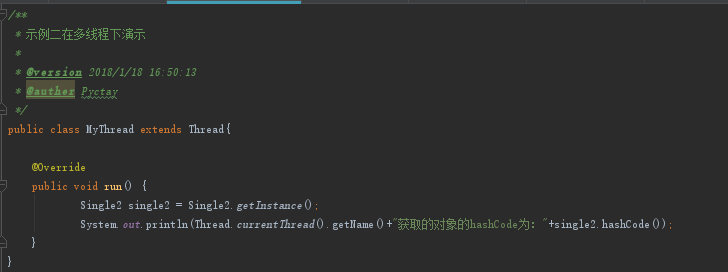 /**
 * 示例二在多线程下演示
 *
 * @version 2018/1/18 16:50:13
 * @auther Pyctay
 */
public class MyThread extends Thread{
@Override
public void run() {
Single2 single2 = Single2.getInstance();
System.out.println(Thread.currentThread().getName()+"获取的对象的hashCode为："+single2.hashCode());
}
}